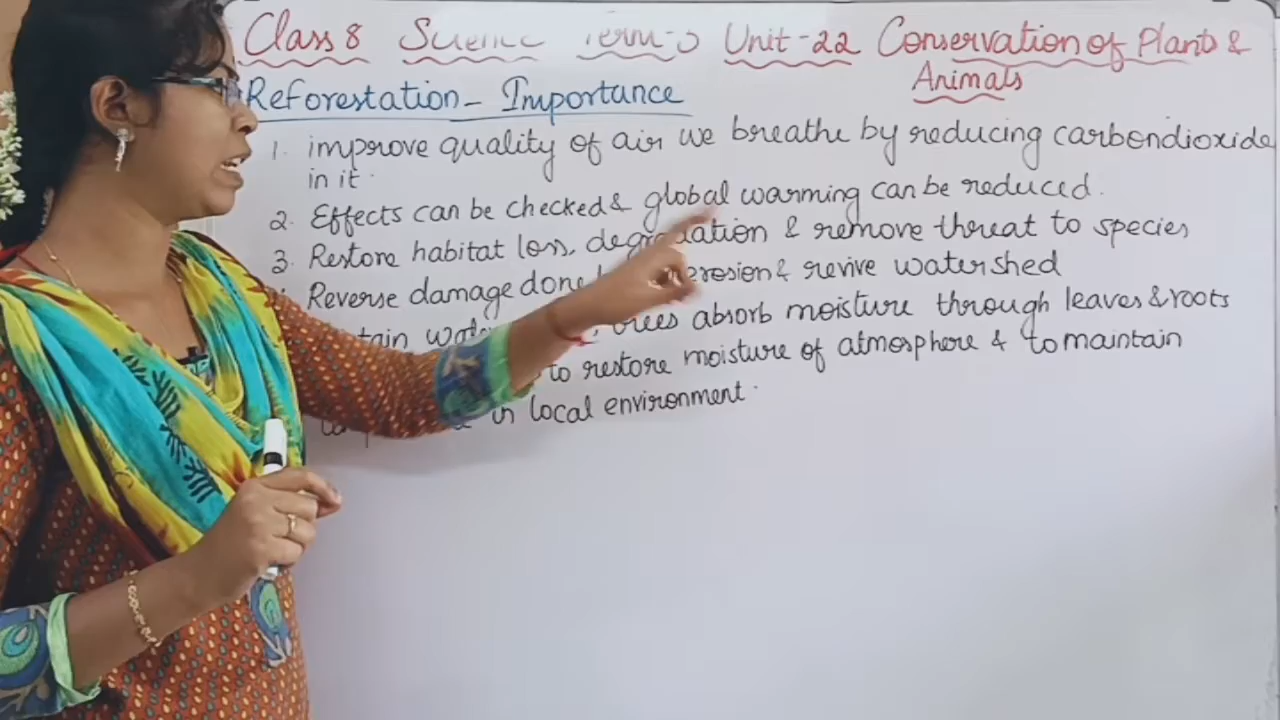 Class 8 Science Term-3 Unit-22 Conservation of Plants &
Animals
Reforestation - Importance
1. improve quality of air we breathe by reducing carbondioxide
in it.
2. Effects can be checked & global warming can be reduced.
3. Restore habitat loss, degradation & remove threat to species
Reverse damage done erosion & revive watershed
trees absorb moisture through leaves & roots
to restore moisture of atmosphere & to maintain
in local environment.